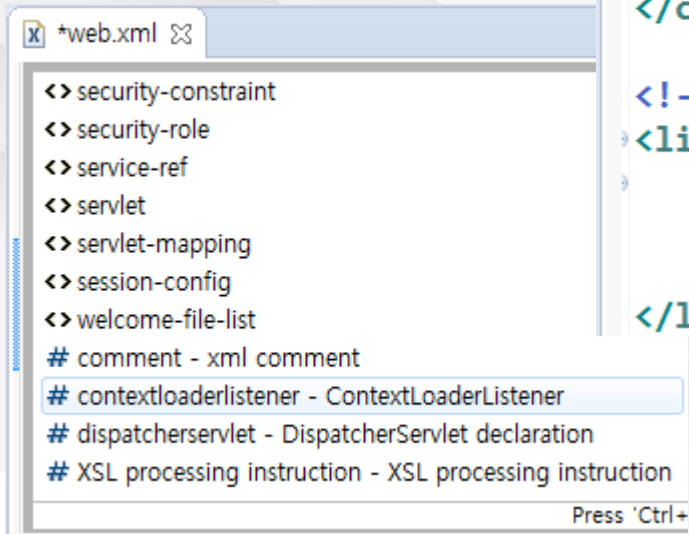 *web.xml
security-constraint
security-role
service-ref
servlet
servlet-mapping
session-config
welcome-file-list
# comment - xml comment
# contextloaderlistener - ContextLoaderListener
# dispatcherservlet - DispatcherServlet declaration
# XSL processing instruction - XSL processing instruction
Press 'Ctrl+
</c
<!-
<li
</l